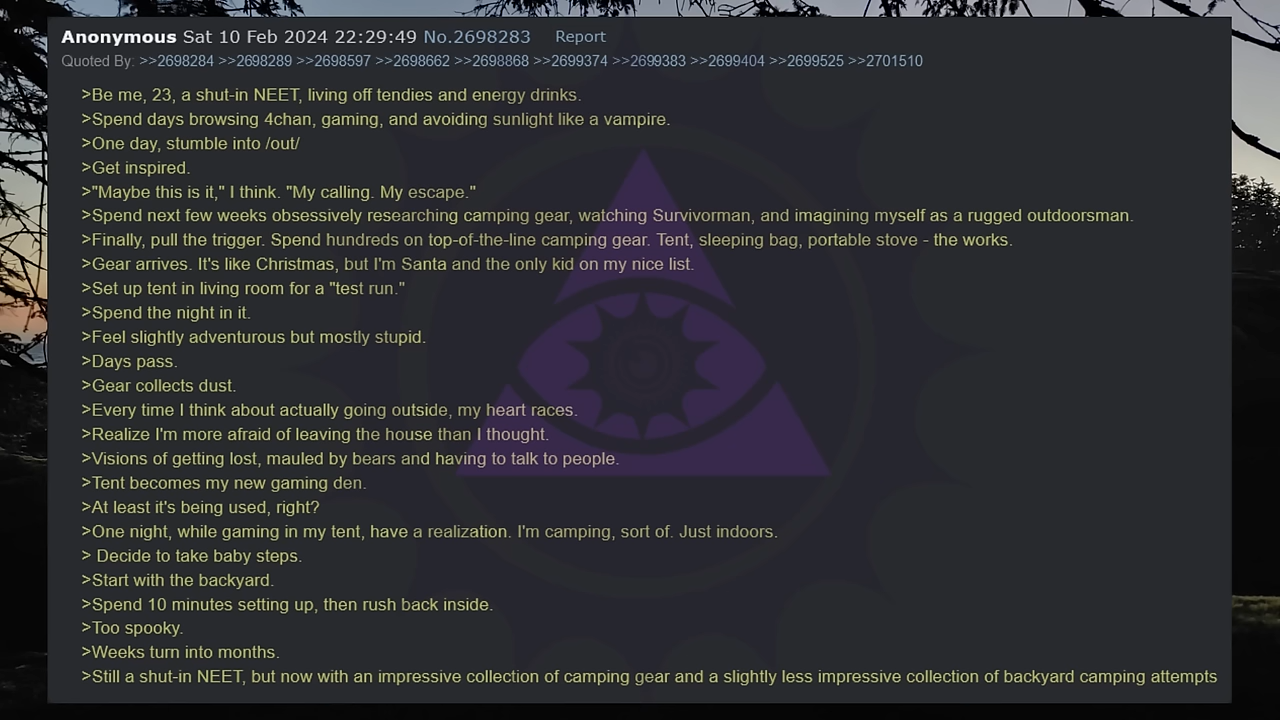 Anonymous Sat 10 Feb 2024 22:29:49 No.2698283 Report
Quoted By: >>2698284 >>2698289 >>2698597 >>2698662 >>2698868 >>2699374 >>2699383 >>2699404 >>2699525 >>2701510
>Be me, 23, a shut-in NEET, living off tendies and energy drinks.
>Spend days browsing 4chan, gaming, and avoiding sunlight like a vampire.
>One day, stumble into /out/
>Get inspired.
>"Maybe this is it," I think. "My calling. My escape."
>Spend next few weeks obsessively researching camping gear, watching Survivorman, and imagining myself as a rugged outdoorsman.
>Finally, pull the trigger. Spend hundreds on top-of-the-line camping gear. Tent, sleeping bag, portable stove - the works.
>Gear arrives. It's like Christmas, but I'm Santa and the only kid on my nice list.
>Set up tent in living room for a "test run."
>Spend the night in it.
>Feel slightly adventurous but mostly stupid.
>Days pass.
>Gear collects dust.
>Every time I think about actually going outside, my heart races.
>Realize I'm more afraid of leaving the house than I thought.
>Visions of getting lost, mauled by bears and having to talk to people.
>Tent becomes my new gaming den.
>At least it's being used, right?
>One night, while gaming in my tent, have a realization. I'm camping, sort of. Just indoors.
> Decide to take baby steps.
>Start with the backyard.
>Spend 10 minutes setting up, then rush back inside.
>Too spooky.
>Weeks turn into months.
>Still a shut-in NEET, but now with an impressive collection of camping gear and a slightly less impressive collection of backyard camping attempts